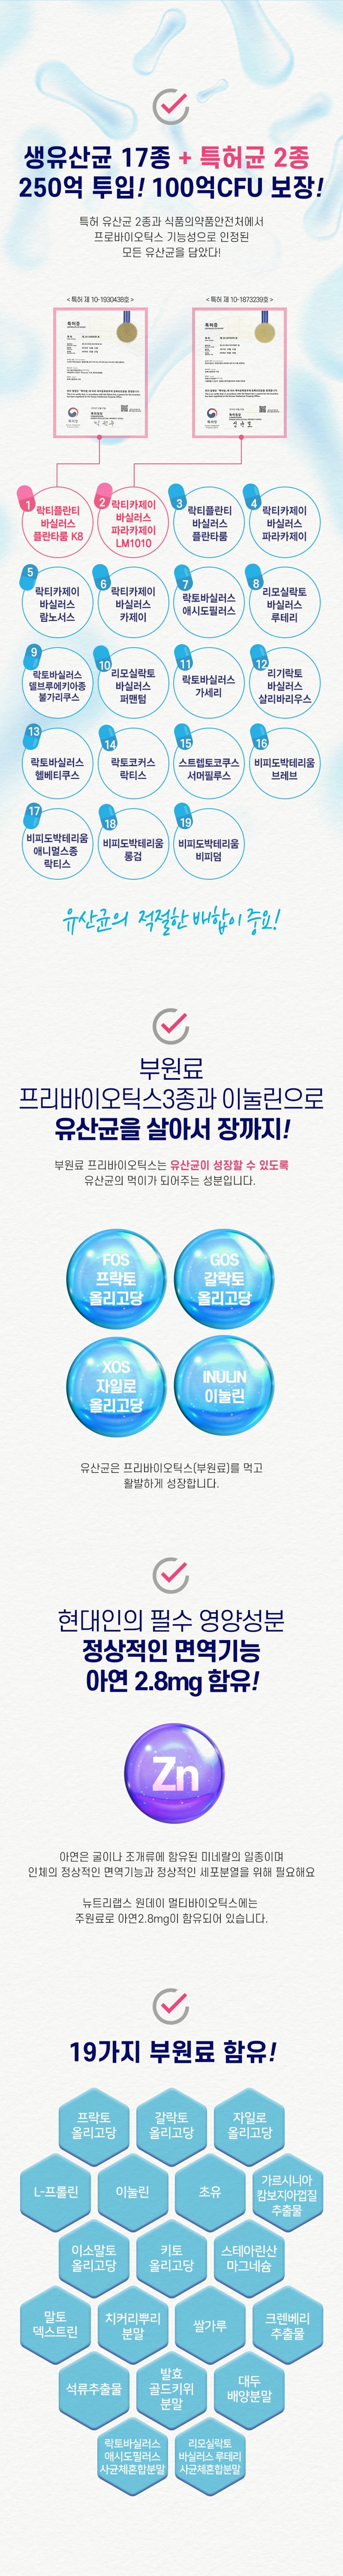 생유산균 17종 + 특허균 2종
250억 투입! 100억CFU 보장!
특허 유산균 2종과 식품의약품안전처에서
프로바이오틱스 기능성으로 인정된
모든 유산균을 담았다!
< 특허 제 10-1930438호 >
< 특허 제 10-1873239호 >
특허증
특허증
특허청
특허청
1
락티플란티
바실러스
플란타룸 K8
2
락티카제이
바실러스
파라카제이
LM1010
3
락티플란티
바실러스
플란타룸
4
락티카제이
바실러스
파라카제이
5
락티카제이
바실러스
람노서스
6
락티카제이
바실러스
카제이
7
락토바실러스
애시도필러스
8
리모실락토
바실러스
루테리
9
락토바실러스
델브루에키아종
불가리쿠스
10
리모실락토
바실러스
퍼멘텀
11
락토바실러스
가세리
12
리기락토
바실러스
살리바리우스
13
락토바실러스
헬베티쿠스
14
락토코커스
락티스
15
스트렙토코쿠스
서머필루스
16
비피도박테리움
브레브
17
비피도박테리움
애니멀스종
락티스
18
비피도박테리움
롱검
19
비피도박테리움
비피덤
유산균의 적절한 배합이 중요!
부원료
프리바이오틱스3종과 이눌린으로
유산균을 살아서 장까지!
부원료 프리바이오틱스는 유산균이 성장할 수 있도록
유산균의 먹이가 되어주는 성분입니다.
FOS
프락토
올리고당
GOS
갈락토
올리고당
XOS
자일로
올리고당
INULIN
이눌린
유산균은 프리바이오틱스(부원료)를 먹고
활발하게 성장합니다.
현대인의 필수 영양성분
정상적인 면역기능
아연 2.8mg 함유!
Zn
아연은 굴이나 조개류에 함유된 미네랄의 일종이며
인체의 정상적인 면역기능과 정상적인 세포분열을 위해 필요해요
뉴트리랩스 원데이 멀티바이오틱스에는
주원료로 아연2.8mg이 함유되어 있습니다.
19가지 부원료 함유!
프락토
올리고당
갈락토
올리고당
자일로
올리고당
L-프롤린
이눌린
초유
가르시니아
캄보지아껍질
추출물
이소말토
올리고당
키토
올리고당
스테아린산
마그네슘
말토
덱스트린
치커리뿌리
분말
쌀가루
크렌베리
추출물
석류추출물
발효
골드키위
분말
대두
배양분말
락토바실러스
애시도필러스
사균체혼합분말
리모실락토
바실러스 루테리
사균체혼합분말